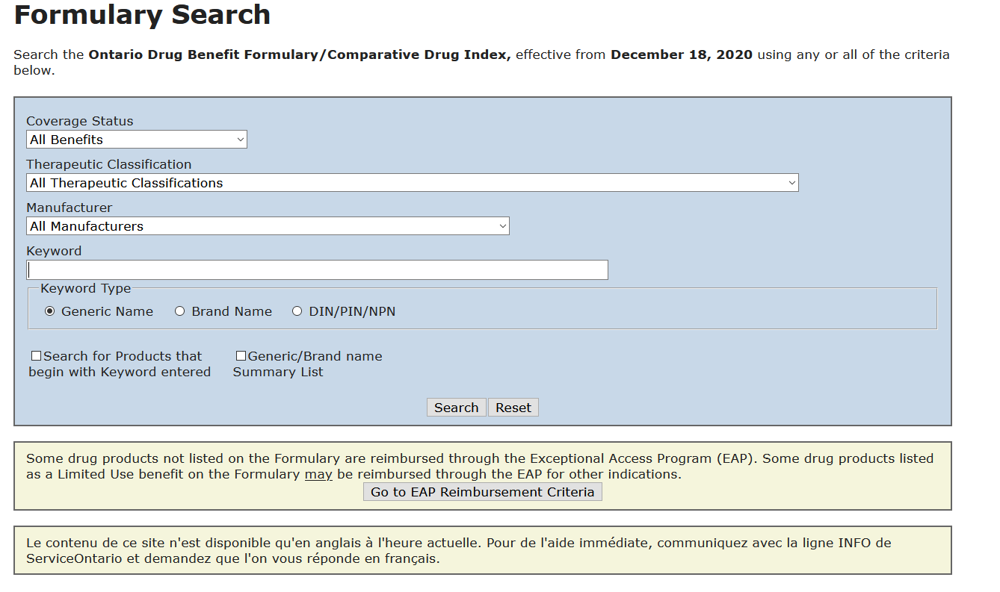 Formulary Search
Search the Ontario Drug Benefit Formulary/Comparative Drug Index, effective from December 18, 2020 using any or all of the criteria
below.
Coverage Status
All Benefits
Therapeutic Classification
All Therapeutic Classifications
Manufacturer
All Manufacturers
Keyword
Keyword Type
Generic Name Brand Name DIN/PIN/NPN
Search for Products that Generic/Brand name
begin with Keyword entered Summary List
Search Reset
Some drug products not listed on the Formulary are reimbursed through the Exceptional Access Program (EAP). Some drug products listed
as a Limited Use benefit on the Formulary may be reimbursed through the EAP for other indications.
Go to EAP Reimbursement Criteria
Le contenu de ce site n'est disponible qu'en anglais à l'heure actuelle. Pour de l'aide immédiate, communiquez avec la ligne INFO de
ServiceOntario et demandez que l'on vous réponde en français.